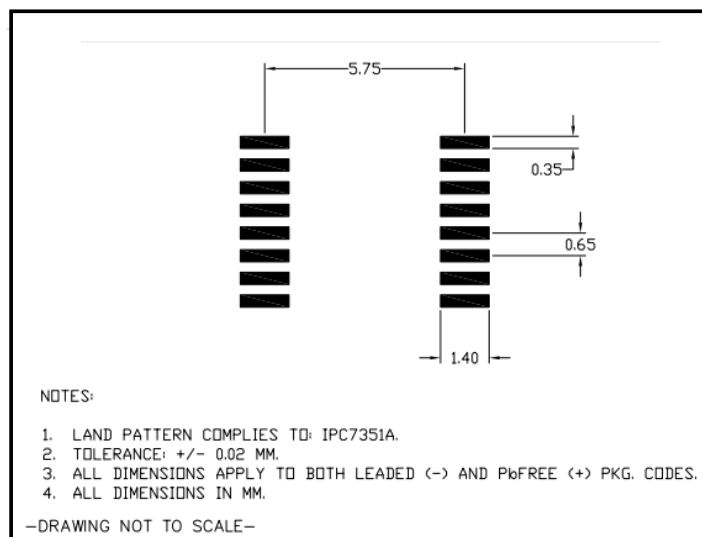 5.75
0.35
0.65
1.40
NOTES:
1. LAND PATTERN COMPLIES TO: IPC7351A.
2. TOLERANCE: +/- 0.02 MM.
3. ALL DIMENSIONS APPLY TO BOTH LEADED (-) AND PbFREE (+) PKG. CODES.
4. ALL DIMENSIONS IN MM.
-DRAWING NOT TO SCALE-